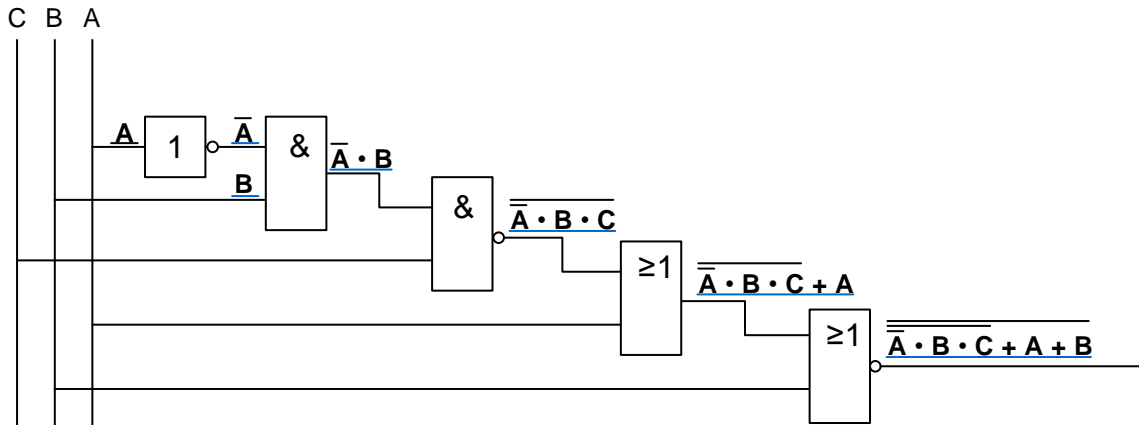 C B A
A
1
A̅
&
B
A̅ • B
&
A̅ • B • C
≥1
A̅ • B • C + A
≥1
A̅ • B • C + A + B